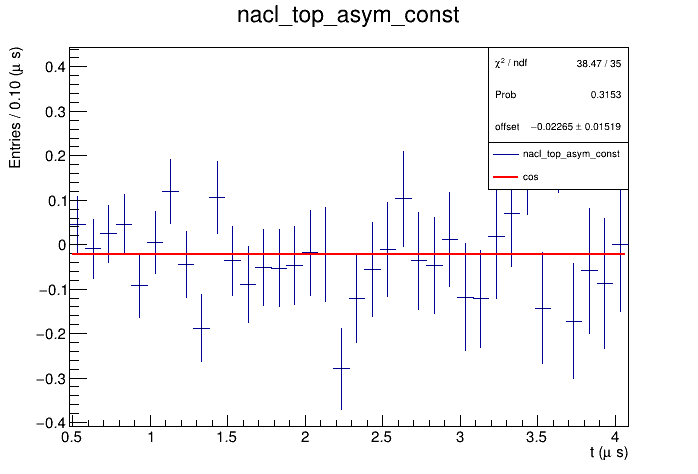 nacl_top_asym_const
Entries / 0.10 (μ s)
0.4
0.3
0.2
0.1
0
−0.1
−0.2
−0.3
−0.4
χ² / ndf 38.47 / 35
Prob 0.3153
offset −0.02265 ± 0.01519
nacl_top_asym_const
cos
0.5 1 1.5 2 2.5 3 3.5 4
t (μ s)